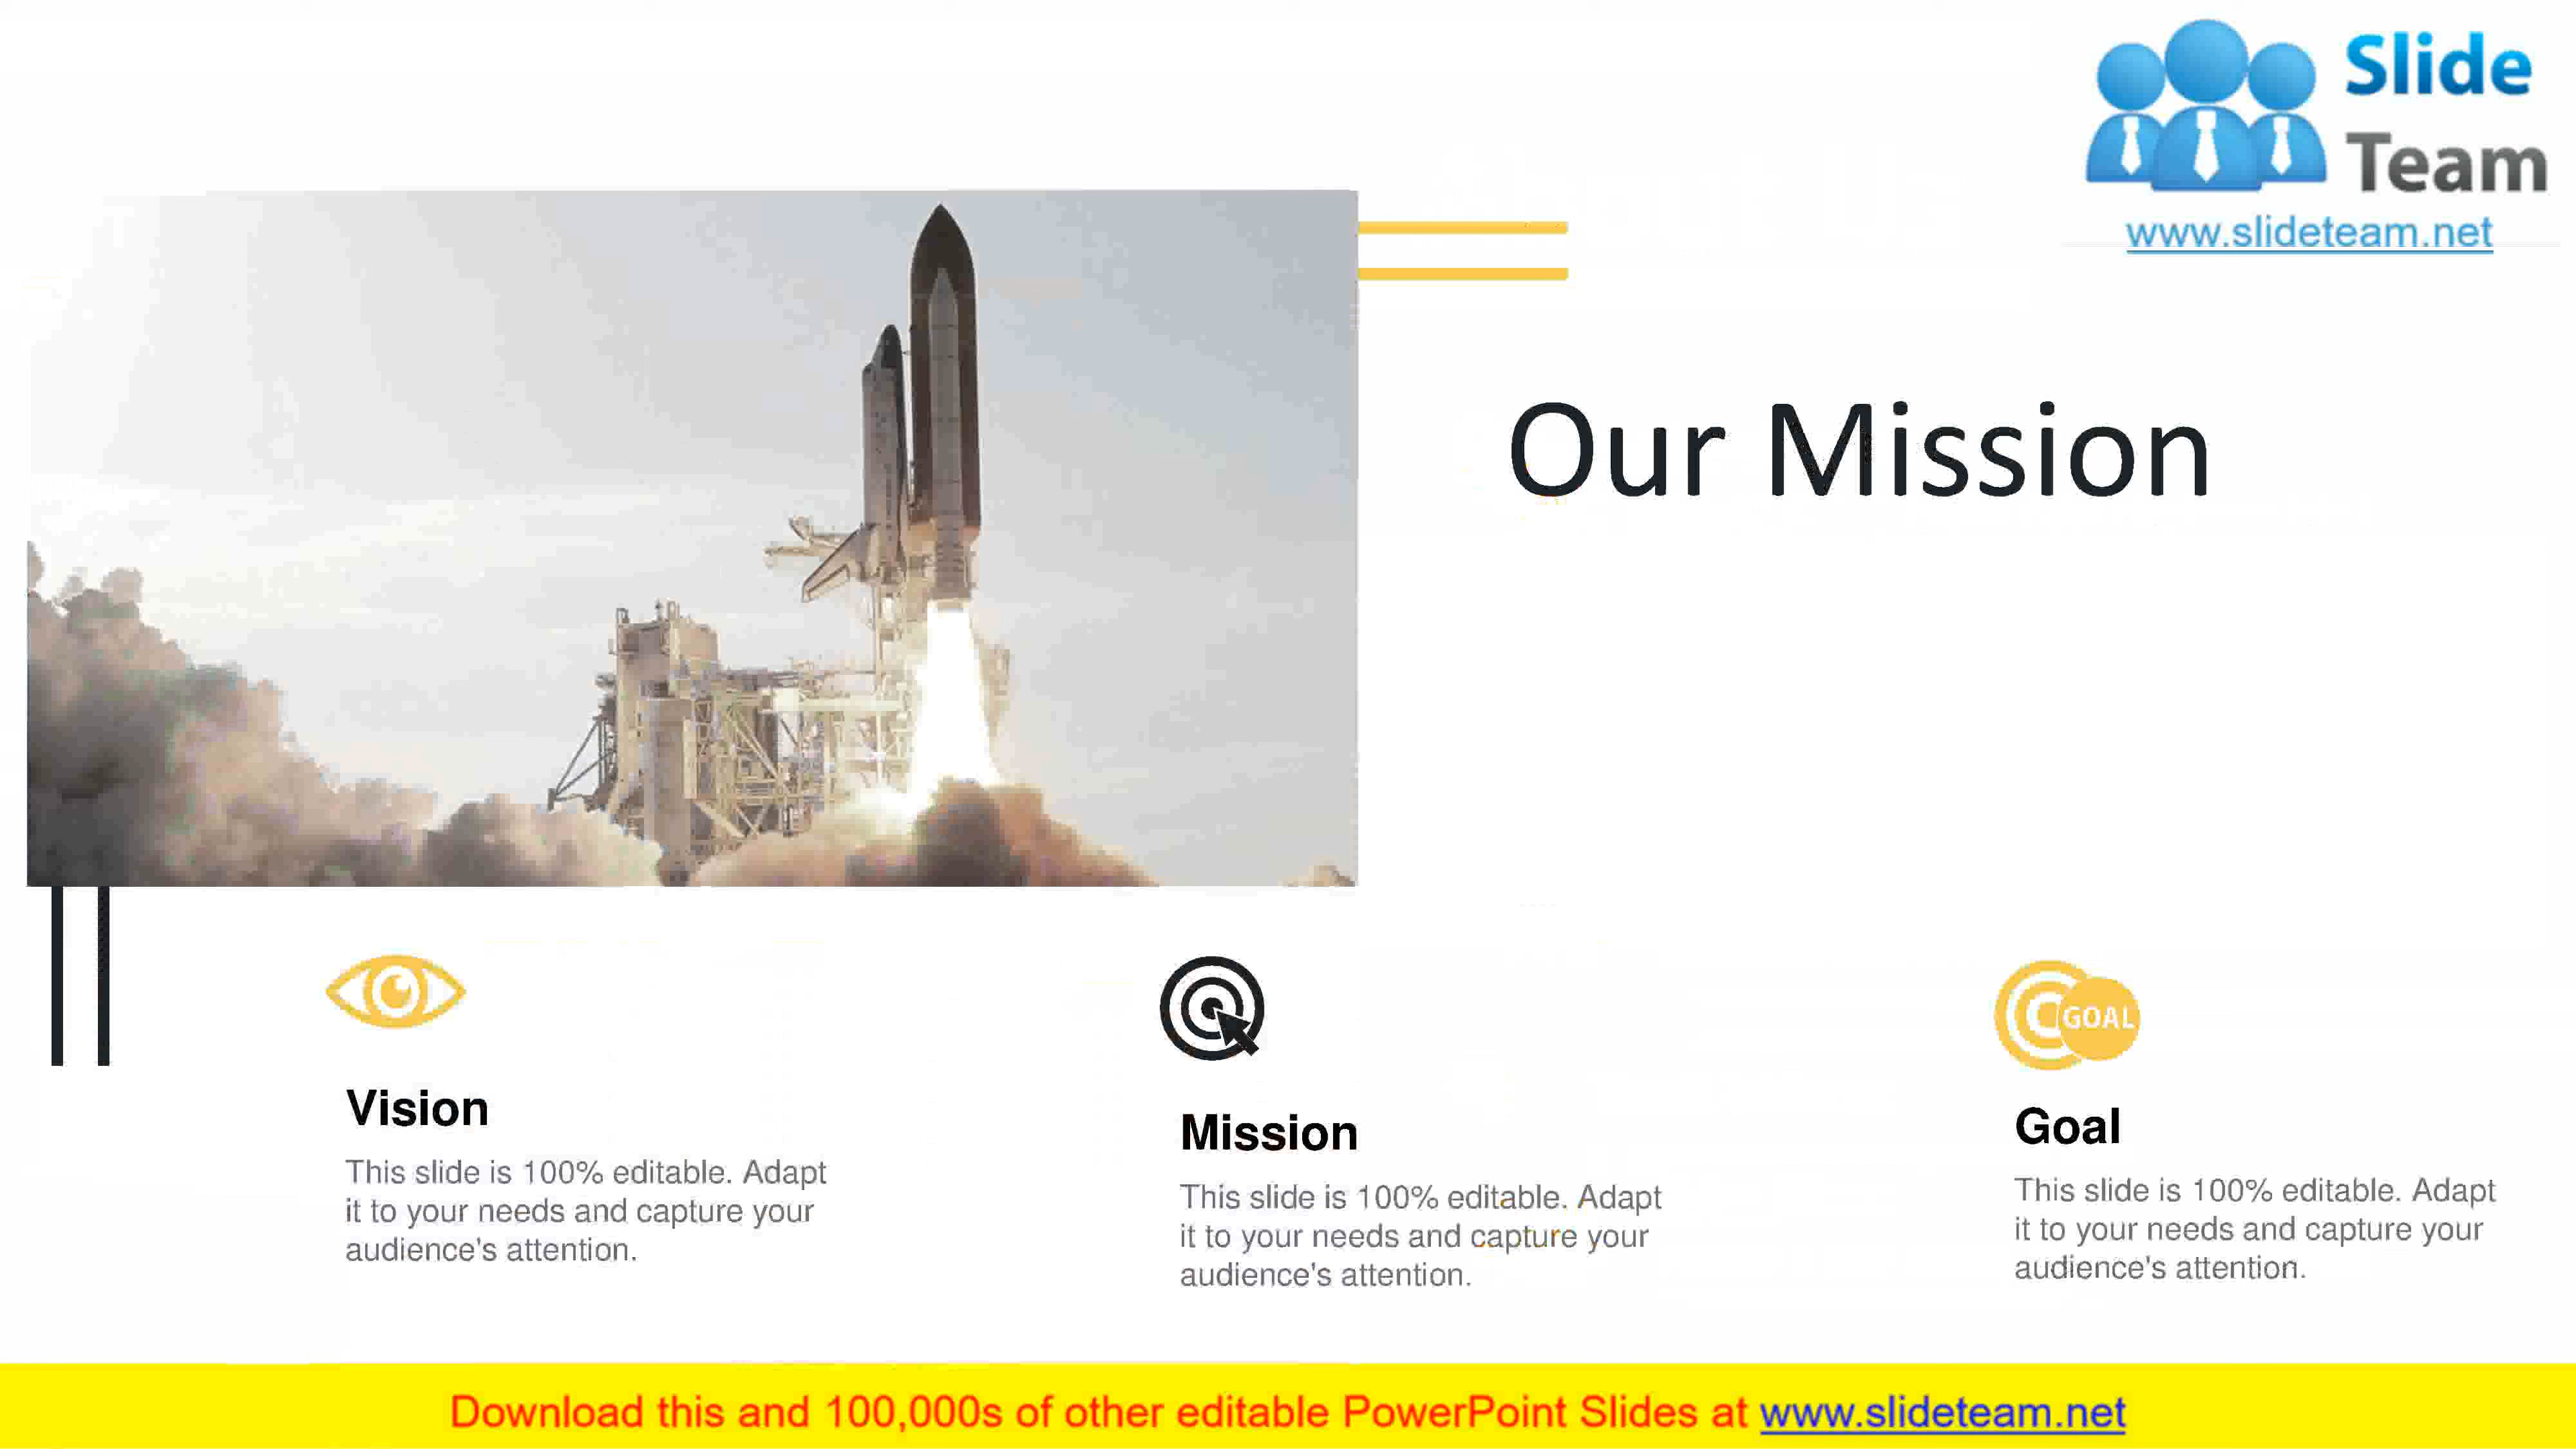 Slide
Team
www.slideteam.net
Our Mission
GOAL
Vision
This slide is 100% editable. Adapt
it to your needs and capture your
audience's attention.
Mission
This slide is 100% editable. Adapt
it to your needs and capture your
audience's attention.
Goal
This slide is 100% editable. Adapt
it to your needs and capture your
audience's attention.
Download this and 100,000s of other editable PowerPoint Slides at www.slideteam.net